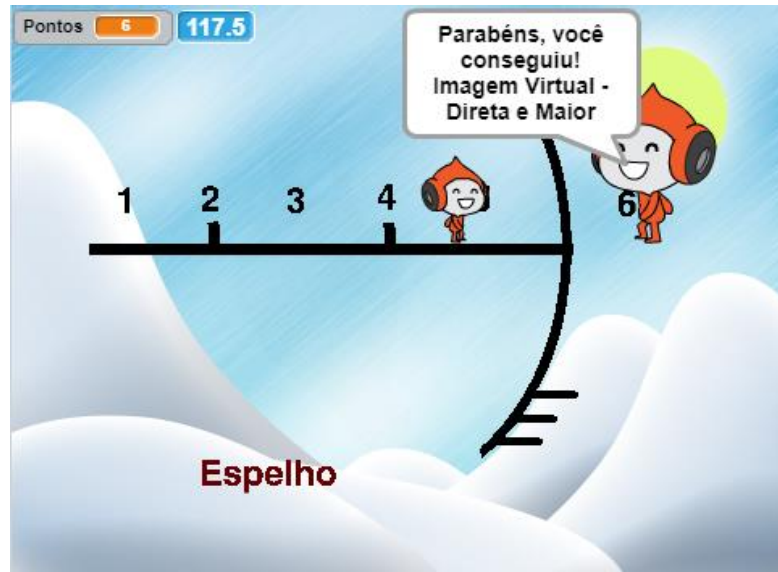 Pontos 6 117.5
Parabéns, você
conseguiu!
Imagem Virtual -
Direta e Maior
1 2 3 4 6
Espelho